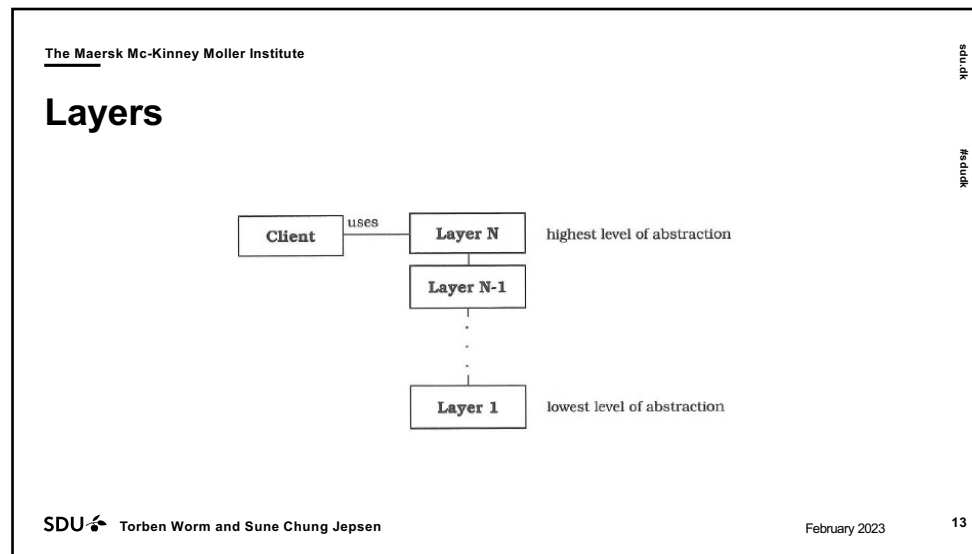 The Maersk Mc-Kinney Moller Institute
sdu.dk
Layers
#sdudk
Client
uses
Layer N
highest level of abstraction
Layer N-1
Layer 1
lowest level of abstraction
SDU
Torben Worm and Sune Chung Jepsen
February 2023
13